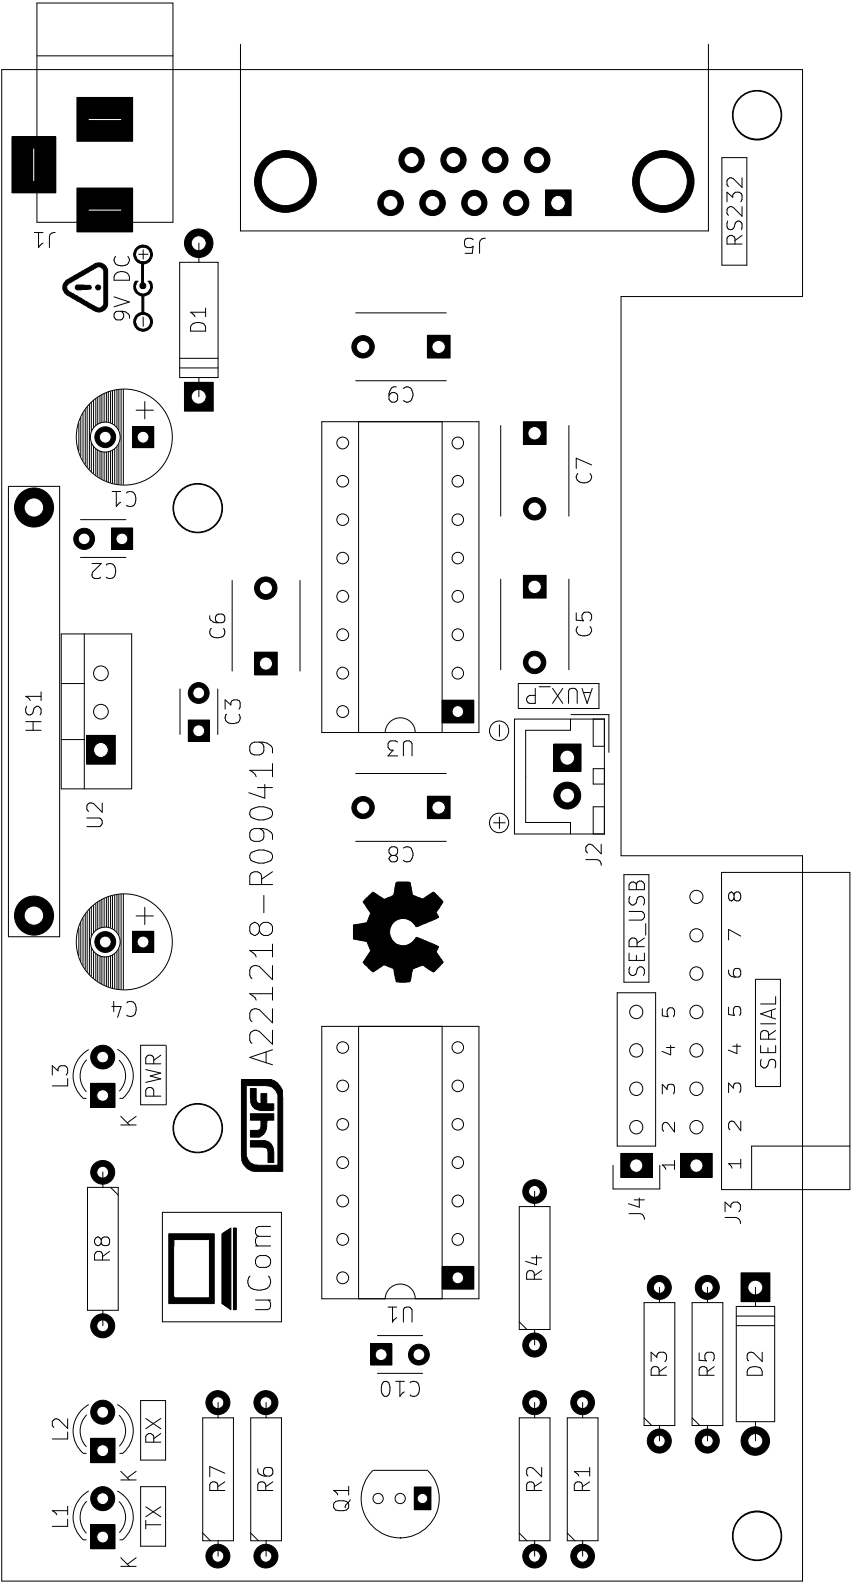 J1
9V DC
D1
J5
RS232
C9
C1
C7
C2
C6
C5
C3
HS1
AUX_P
U3
U2
J2
C8
A221218-R090419
SER_USB
C4
8
7
6
5
4
3
2
1
5
4
3
2
1
SERIAL
L3
K
PWR
J4F
J4
J3
R8
uCom
U1
R4
C10
R3
R5
D2
L2
K
RX
R7
R6
Q1
R2
R1
L1
K
TX